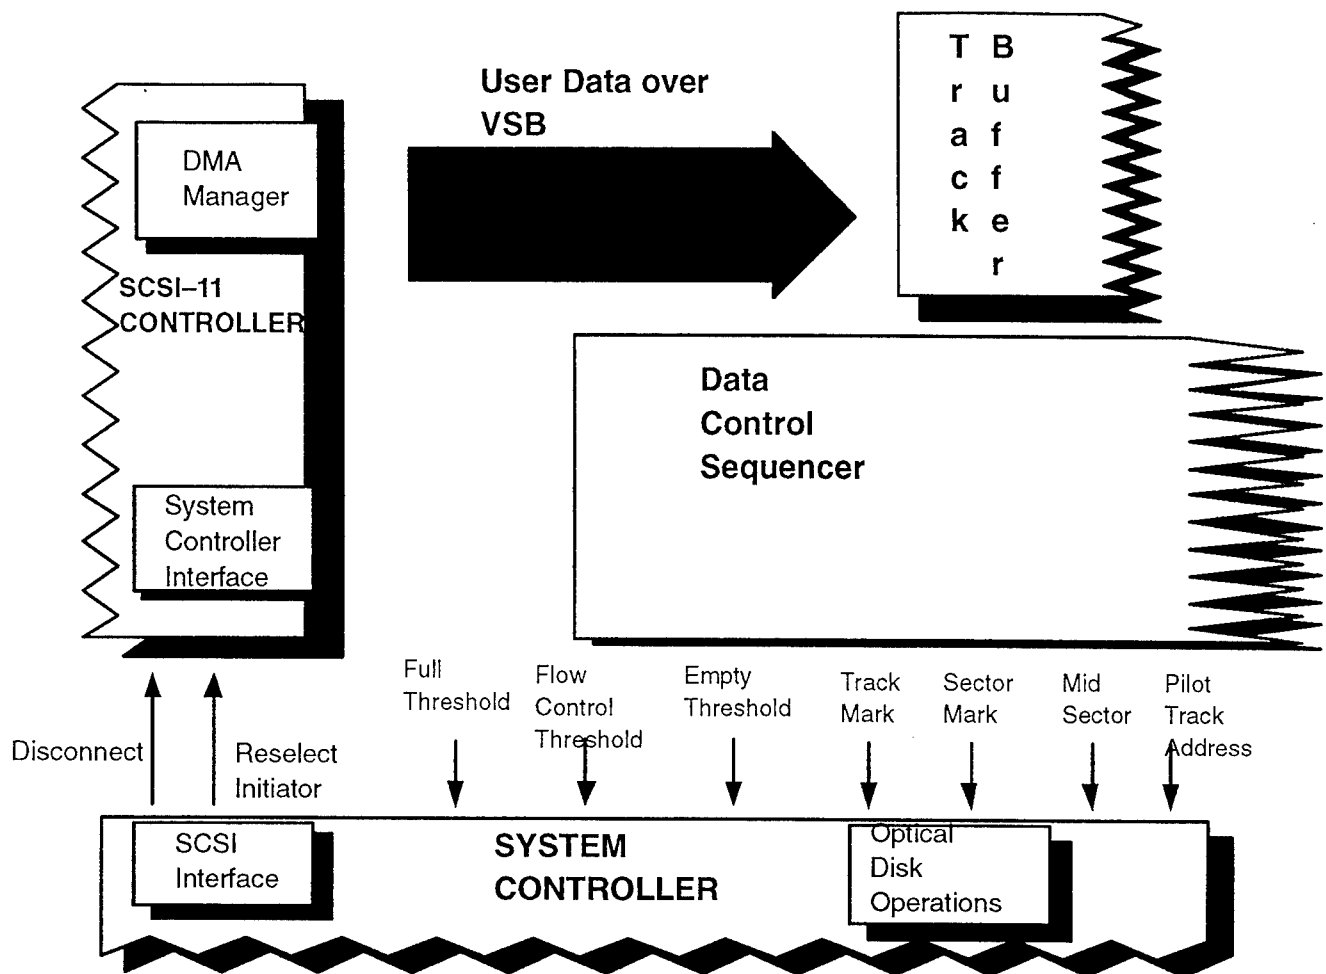 User Data over
VSB
T B
r u
a f
c f
k e
r
DMA
Manager
SCSI–11
CONTROLLER
System
Controller
Interface
Data
Control
Sequencer
Disconnect
Reselect
Initiator
Full
Threshold
Flow
Control
Threshold
Empty
Threshold
Track
Mark
Sector
Mark
Mid
Sector
Pilot
Track
Address
SCSI
Interface
SYSTEM
CONTROLLER
Optical
Disk
Operations